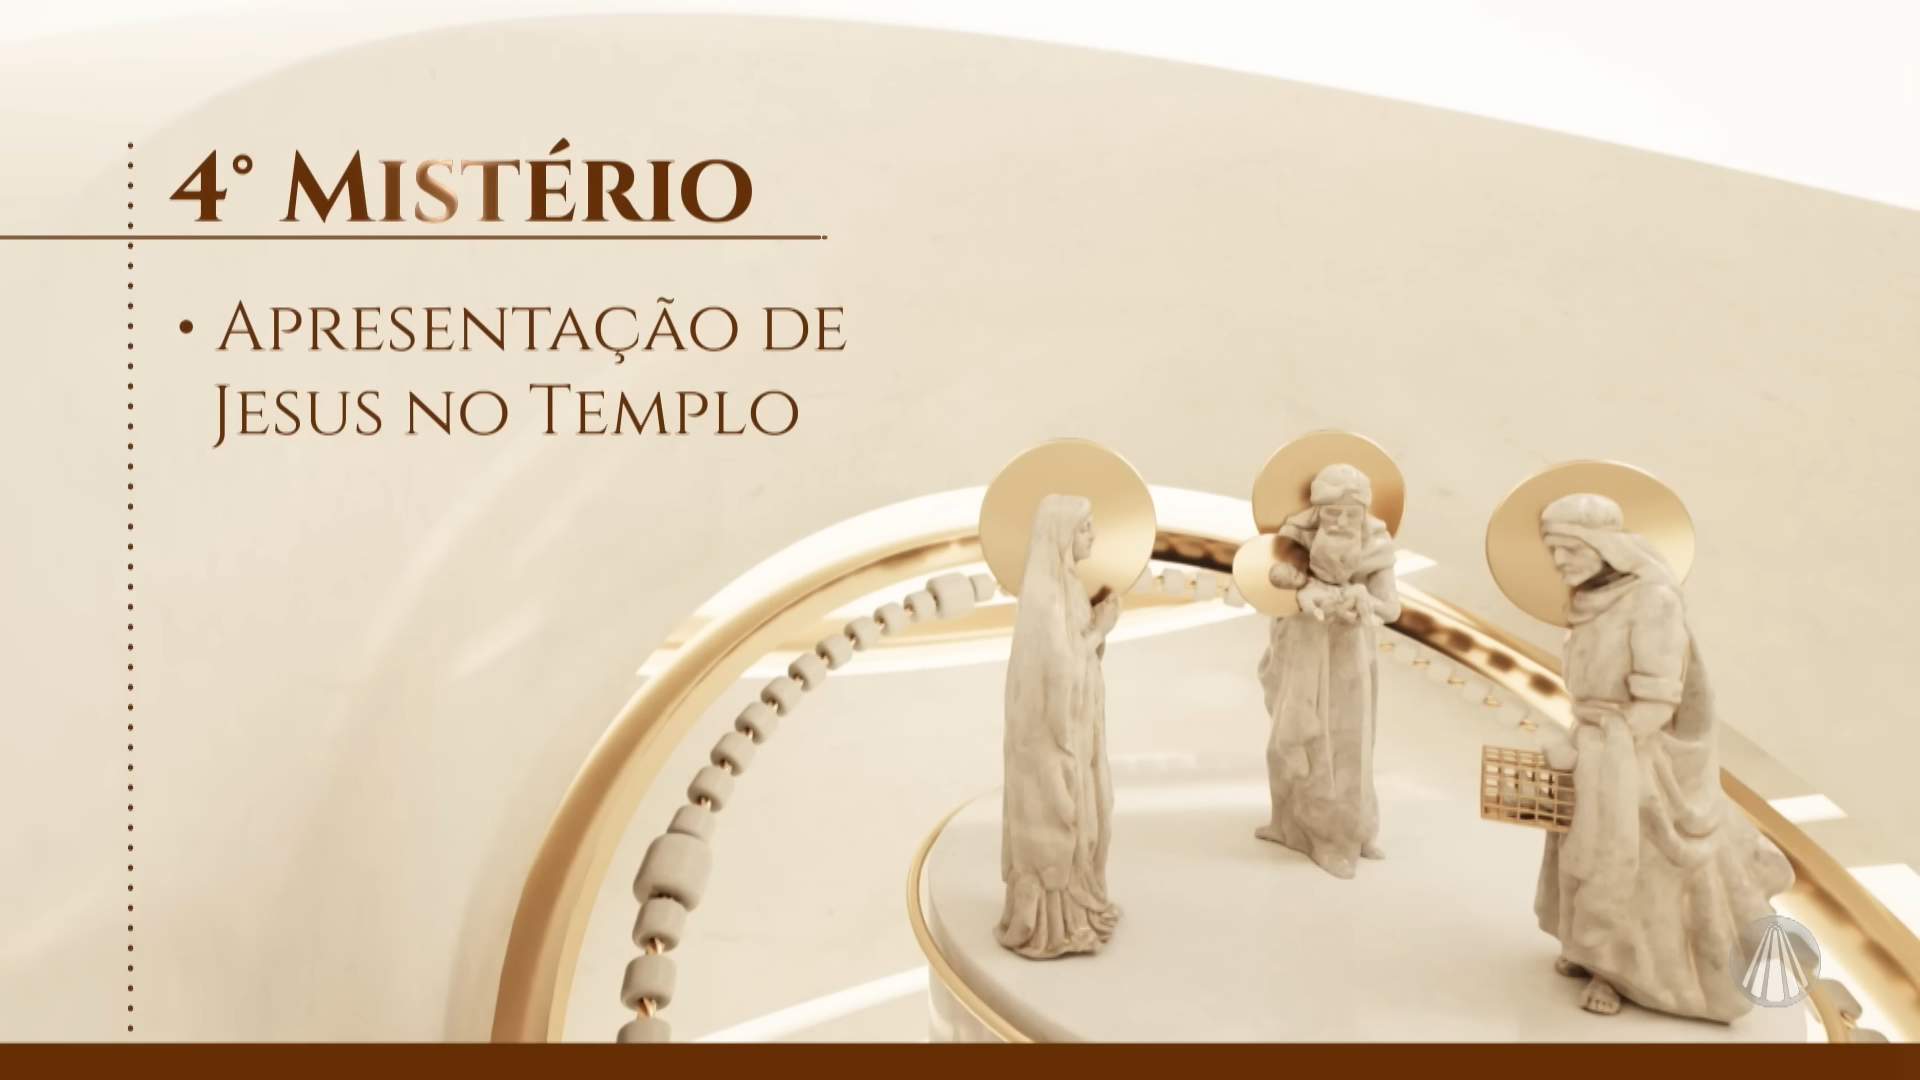 4° Mistério
• Apresentação de
Jesus no Templo